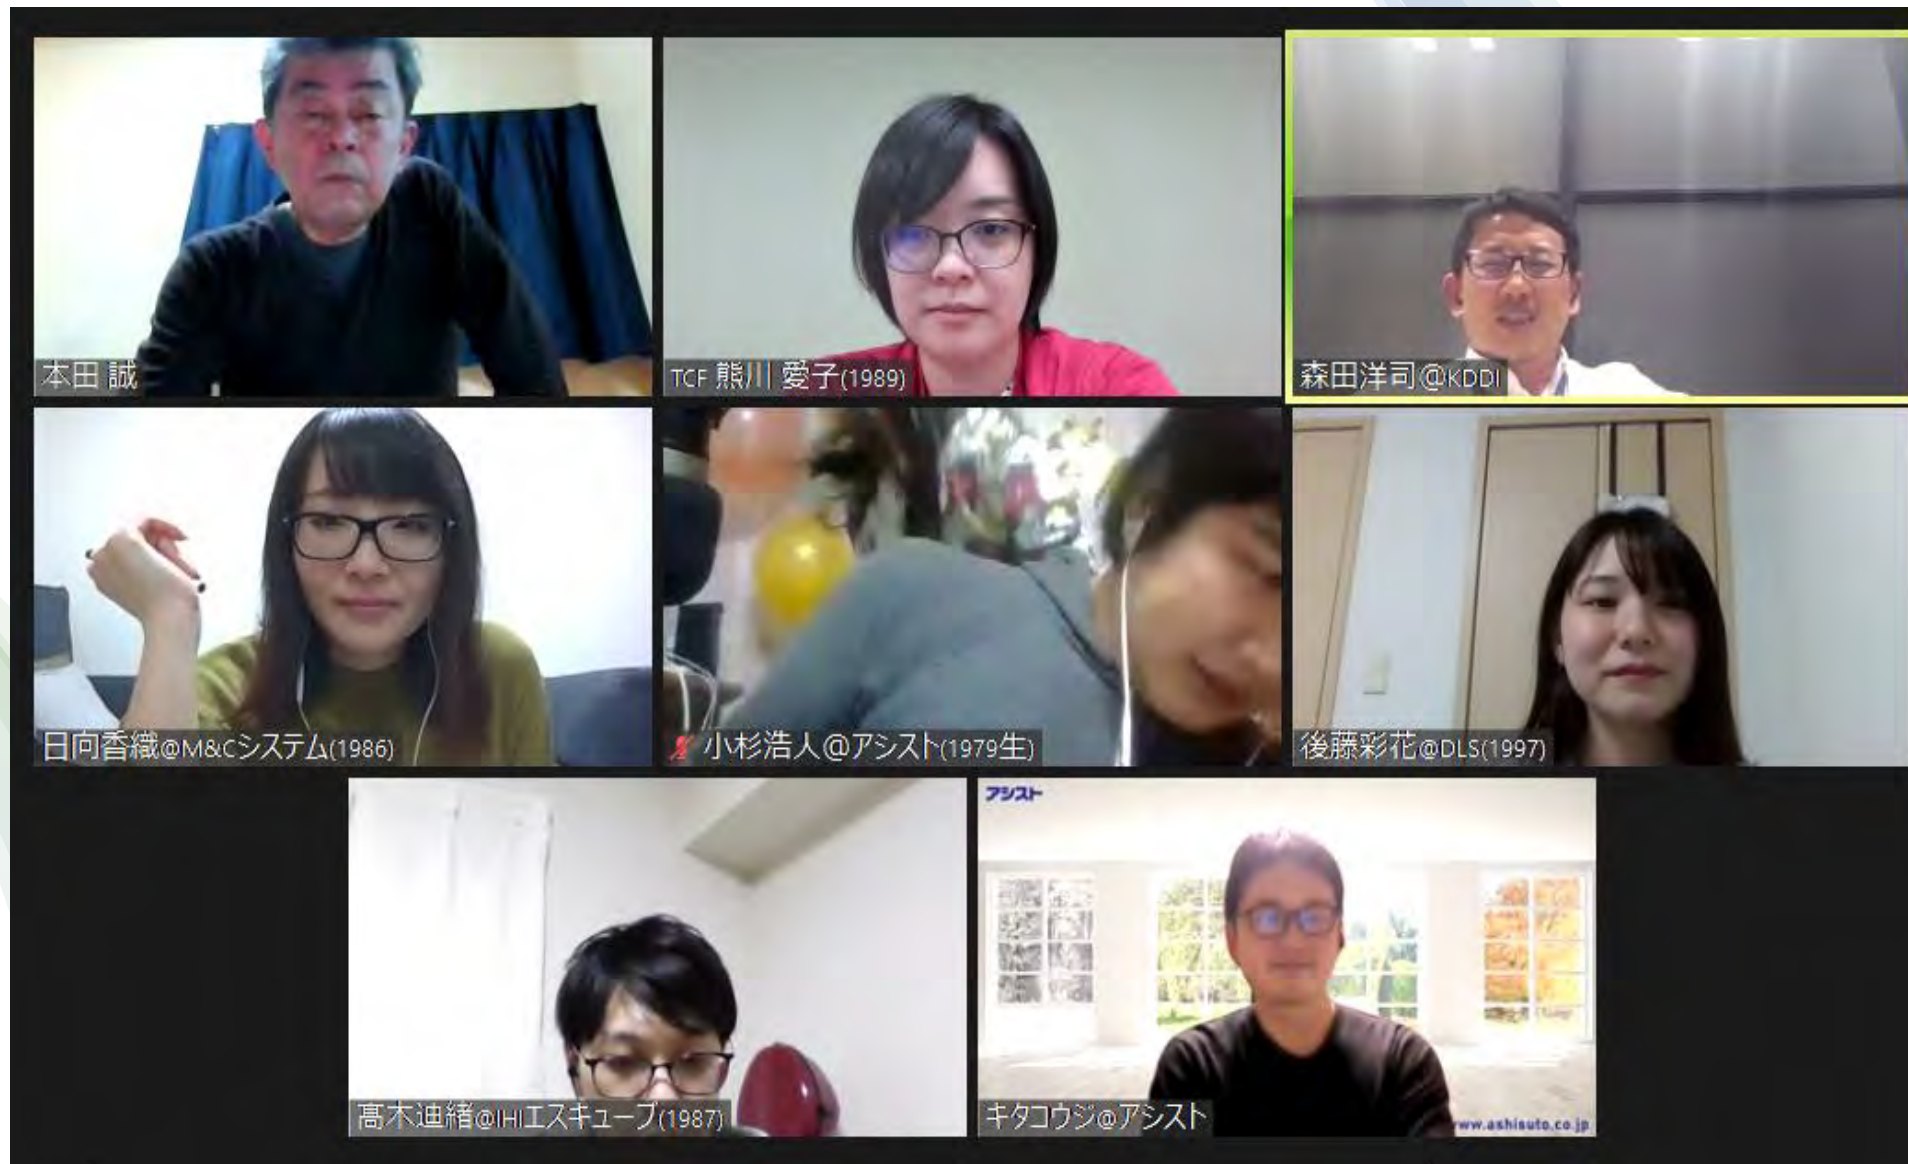 本田 誠
TCF 熊川 愛子(1989)
森田洋司@KDDI
日向香織@M&Cシステム(1986)
小杉浩人@アシスト(1979生)
後藤彩花@DLS(1997)
髙木迪緒@IHIエスキューブ(1987)
アシスト
キタコウジ@アシスト
www.ashisuto.co.jp